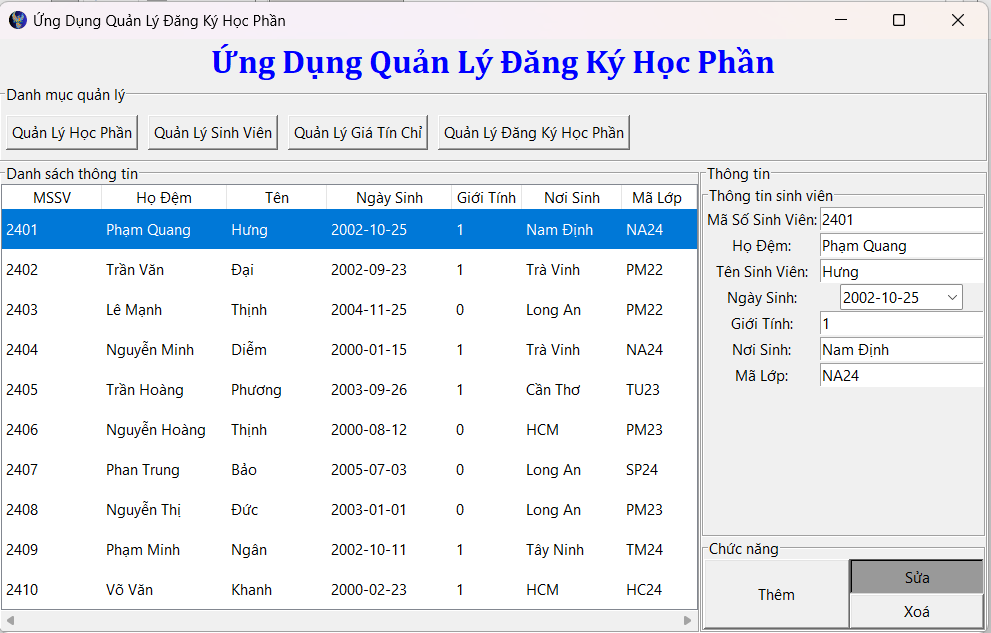 Ứng Dụng Quản Lý Đăng Ký Học Phần
Ứng Dụng Quản Lý Đăng Ký Học Phần
Danh mục quản lý
Quản Lý Học Phần Quản Lý Sinh Viên Quản Lý Giá Tín Chỉ Quản Lý Đăng Ký Học Phần
Danh sách thông tin
MSSV Họ Đệm Tên Ngày Sinh Giới Tính Nơi Sinh Mã Lớp
2401 Phạm Quang Hưng 2002-10-25 1 Nam Định NA24
2402 Trần Văn Đại 2002-09-23 1 Trà Vinh PM22
2403 Lê Mạnh Thịnh 2004-11-25 0 Long An PM22
2404 Nguyễn Minh Diễm 2000-01-15 1 Trà Vinh NA24
2405 Trần Hoàng Phương 2003-09-26 1 Cần Thơ TU23
2406 Nguyễn Hoàng Thịnh 2000-08-12 0 HCM PM23
2407 Phan Trung Bảo 2005-07-03 0 Long An SP24
2408 Nguyễn Thị Đức 2003-01-01 0 Long An PM23
2409 Phạm Minh Ngân 2002-10-11 1 Tây Ninh TM24
2410 Võ Văn Khanh 2000-02-23 1 HCM HC24
Thông tin
Thông tin sinh viên
Mã Số Sinh Viên: 2401
Họ Đệm: Phạm Quang
Tên Sinh Viên: Hưng
Ngày Sinh: 2002-10-25
Giới Tính: 1
Nơi Sinh: Nam Định
Mã Lớp: NA24
Chức năng
Thêm
Sửa
Xoá